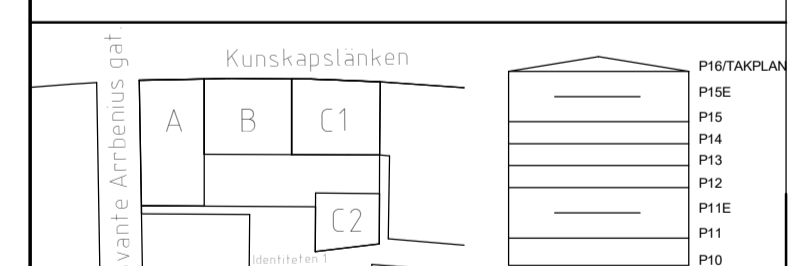 Kunskapslänken
vante Arrbenius gat.
A
B
C1
C2
Identiteten 1
P16/TAKPLAN
P15E
P15
P14
P13
P12
P11E
P11
P10